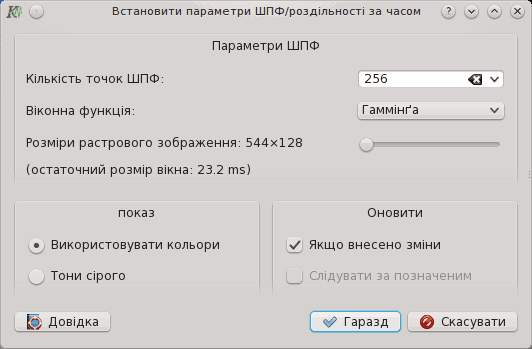 Встановити параметри ШПФ/роздільності за часом
Параметри ШПФ
Кількість точок ШПФ: 256
Віконна функція: Гаммінґа
Розміри растрового зображення: 544×128
(остаточний розмір вікна: 23.2 ms)
показ
Використовувати кольори
Тони сірого
Оновити
Якщо внесено зміни
Слідувати за позначеним
Довідка Гаразд Скасувати